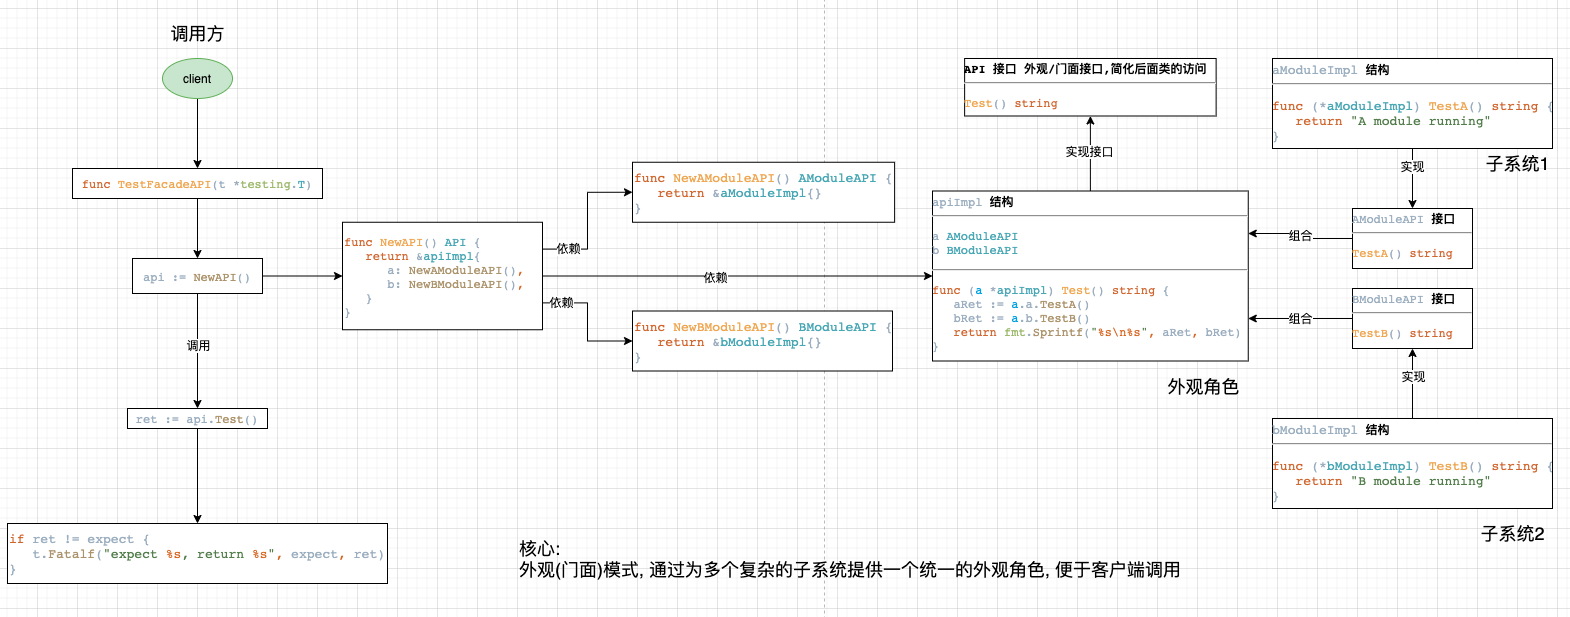 调用方
client
func TestFacadeAPI(t *testing.T)
api := NewAPI()
调用
ret := api.Test()
if ret != expect {
t.Fatalf("expect %s, return %s", expect, ret)
}
func NewAPI() API {
return &apiImpl{
a: NewAModuleAPI(),
b: NewBModuleAPI(),
}
}
依赖
依赖
依赖
func NewAModuleAPI() AModuleAPI {
return &aModuleImpl{}
}
func NewBModuleAPI() BModuleAPI {
return &bModuleImpl{}
}
API 接口 外观/门面接口,简化后面类的访问
Test() string
实现接口
apiImpl 结构
a AModuleAPI
b BModuleAPI
func (a *apiImpl) Test() string {
aRet := a.a.TestA()
bRet := a.b.TestB()
return fmt.Sprintf("%s\n%s", aRet, bRet)
}
外观角色
组合
组合
aModuleImpl 结构
func (*aModuleImpl) TestA() string {
return "A module running"
}
子系统1
实现
AModuleAPI 接口
TestA() string
BModuleAPI 接口
TestB() string
实现
bModuleImpl 结构
func (*bModuleImpl) TestB() string {
return "B module running"
}
子系统2
核心:
外观(门面)模式, 通过为多个复杂的子系统提供一个统一的外观角色, 便于客户端调用